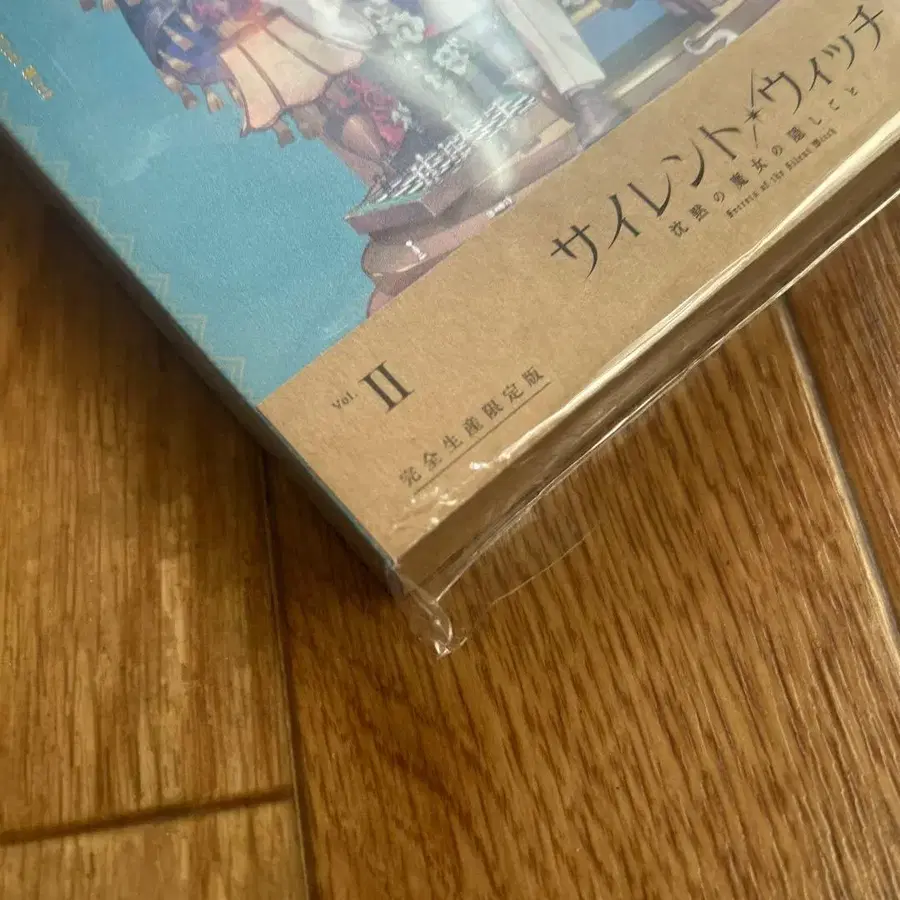 サイレント・ウィッチ
沈黙の魔女の隠しごと
Secrets of the Silent Witch
Vol. II
完全生産限定版